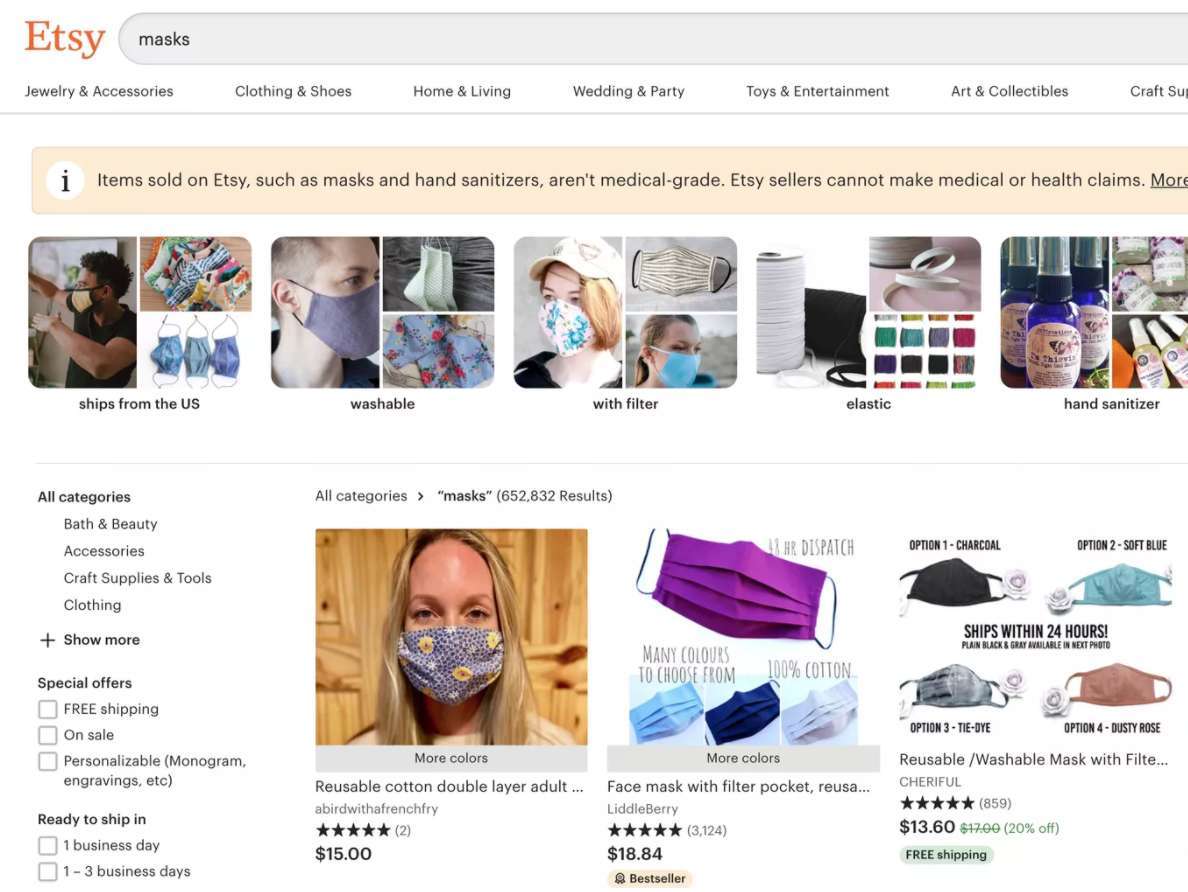 Etsy
masks
Jewelry & Accessories
Clothing & Shoes
Home & Living
Wedding & Party
Toys & Entertainment
Art & Collectibles
Craft Sup
i
Items sold on Etsy, such as masks and hand sanitizers, aren't medical-grade. Etsy sellers cannot make medical or health claims. More
ships from the US
washable
with filter
elastic
hand sanitizer
All categories
Bath & Beauty
Accessories
Craft Supplies & Tools
Clothing
Show more
Special offers
FREE shipping
On sale
Personalizable (Monogram,
engravings, etc)
Ready to ship in
1 business day
1 – 3 business days
All categories > “masks” (652,832 Results)
More colors
Reusable cotton double layer adult ...
abirdwithafrenchfry
★★★★★ (2)
$15.00
48 HR DISPATCH
MANY COLOURS
TO CHOOSE FROM
100% COTTON
More colors
Face mask with filter pocket, reusa...
LiddleBerry
★★★★★ (3,124)
$18.84
Bestseller
OPTION 1 - CHARCOAL
OPTION 2 - SOFT BLUE
SHIPS WITHIN 24 HOURS!
PLAIN BLACK & GRAY AVAILABLE IN NEXT PHOTO
OPTION 3 - TIE-DYE
OPTION 4 - DUSTY ROSE
Reusable /Washable Mask with Filte...
CHERIFUL
★★★★★ (859)
$13.60 $17.00 (20% off)
FREE shipping